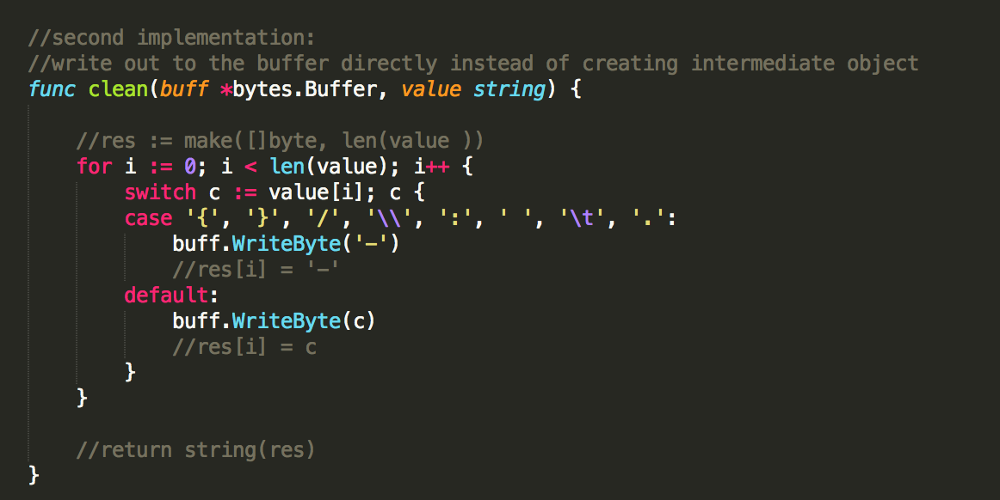 //second implementation:
//write out to the buffer directly instead of creating intermediate object
func clean(buff *bytes.Buffer, value string) {
//res := make([]byte, len(value ))
for i := 0; i < len(value); i++ {
switch c := value[i]; c {
case '{', '}', '/', '\\', ':', ' ', '\t', '.':
buff.WriteByte('-')
//res[i] = '-'
default:
buff.WriteByte(c)
//res[i] = c
}
}
//return string(res)
}